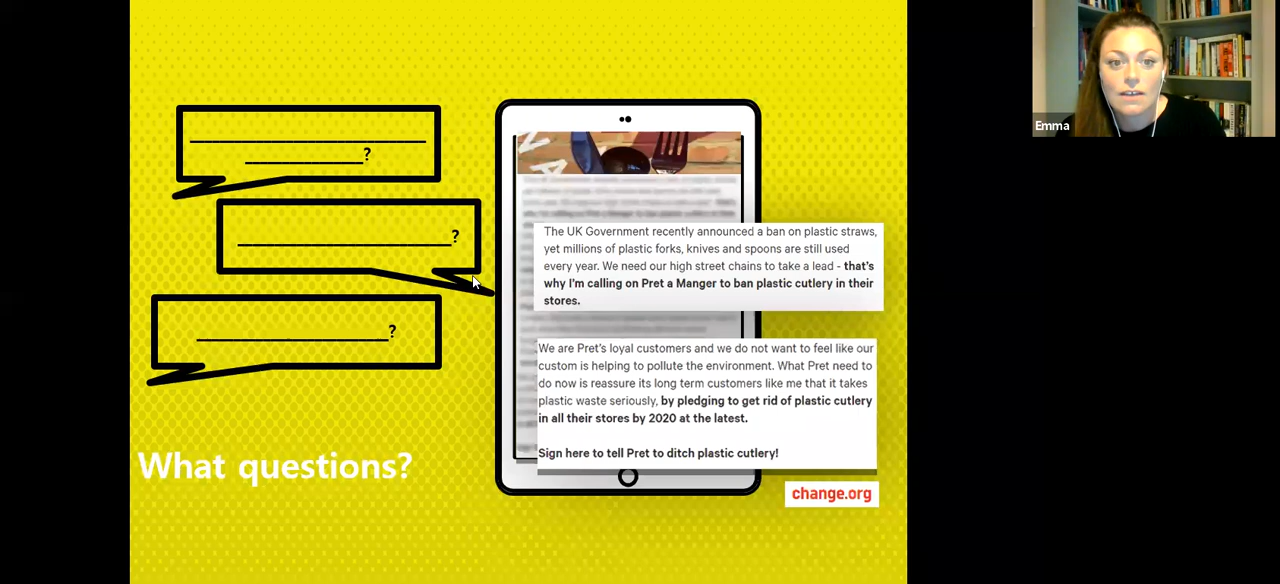 ?
?
?
What questions?
The UK Government recently announced a ban on plastic straws,
yet millions of plastic forks, knives and spoons are still used
every year. We need our high street chains to take a lead - that's
why I'm calling on Pret a Manger to ban plastic cutlery in their
stores.
We are Pret's loyal customers and we do not want to feel like our
custom is helping to pollute the environment. What Pret need to
do now is reassure its long term customers like me that it takes
plastic waste seriously, by pledging to get rid of plastic cutlery
in all their stores by 2020 at the latest.
Sign here to tell Pret to ditch plastic cutlery!
change.org
Emma